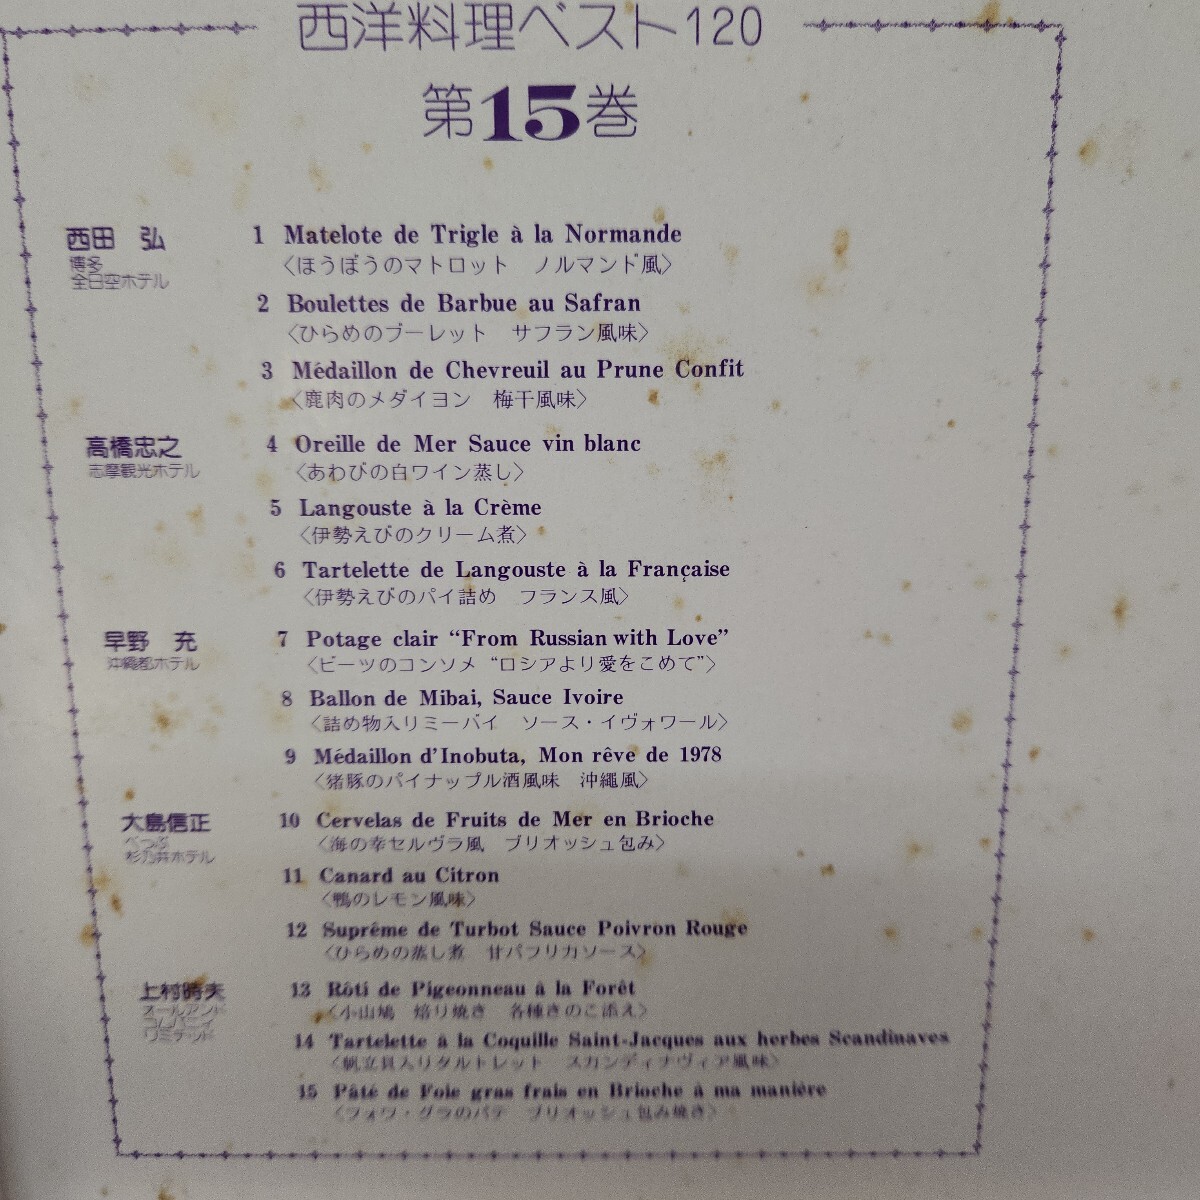 西洋料理ベスト120
第15巻
西田 弘
博多
全日空ホテル
1 Matelote de Trigle à la Normande
〈ほうぼうのマトロット ノルマンド風〉
2 Boulettes de Barbue au Safran
〈ひらめのブーレット サフラン風味〉
3 Médaillon de Chevreuil au Prune Confit
〈鹿肉のメダイヨン 梅干風味〉
高橋忠之
志摩観光ホテル
4 Oreille de Mer Sauce vin blanc
〈あわびの白ワイン蒸し〉
5 Langouste à la Crème
〈伊勢えびのクリーム煮〉
6 Tartelette de Langouste à la Française
〈伊勢えびのパイ詰め フランス風〉
早野 充
沖縄都ホテル
7 Potage clair “From Russian with Love”
〈ビーツのコンソメ “ロシアより愛をこめて”〉
8 Ballon de Mibai, Sauce Ivoire
〈詰め物入りミーバイ ソース・イヴォワール〉
9 Médaillon d'Inobuta, Mon rêve de 1978
〈猪豚のパイナップル酒風味 沖縄風〉
大島信正
べっぷ
杉乃井ホテル
10 Cervelas de Fruits de Mer en Brioche
〈海の幸セルヴラ風 ブリオッシュ包み〉
11 Canard au Citron
〈鴨のレモン風味〉
12 Suprême de Turbot Sauce Poivron Rouge
〈ひらめの蒸し煮 甘パプリカソース〉
上村時夫
オールアンド
コムパニイ
リミテッド
13 Rôti de Pigeonneau à la Forêt
〈小山鳩 焙り焼き 各種きのこ添え〉
14 Tartelette à la Coquille Saint-Jacques aux herbes Scandinaves
〈帆立貝入りタルトレット スカンディナヴィア風味〉
15 Pâté de Foie gras frais en Brioche à ma manière
〈フォワ・グラのパテ ブリオッシュ包み焼き〉